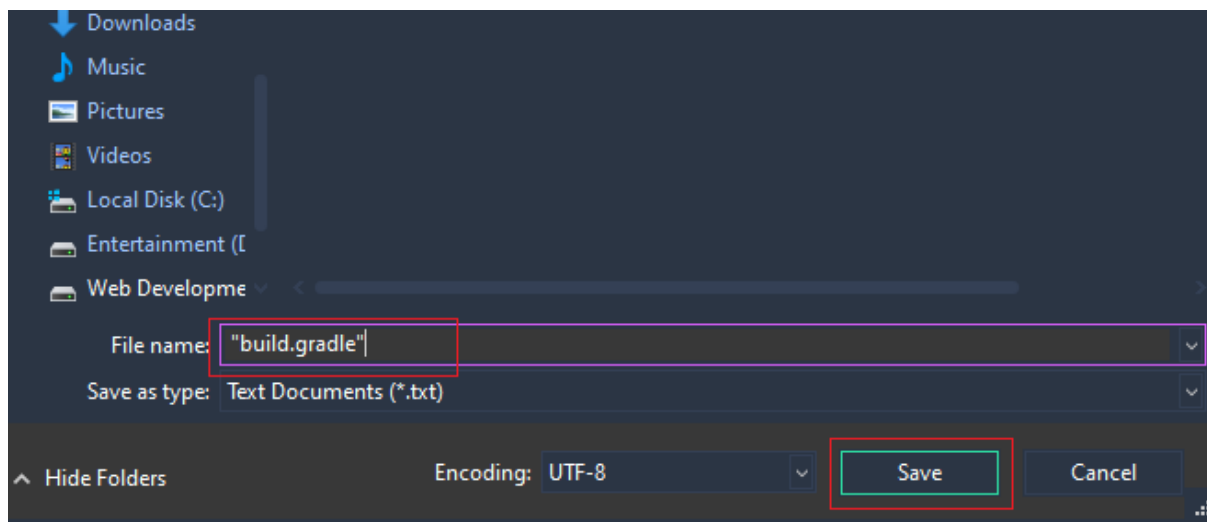 Downloads
Music
Pictures
Videos
Local Disk (C:)
Entertainment (D
Web Developme
File name: "build.gradle"
Save as type: Text Documents (*.txt)
Hide Folders Encoding: UTF-8 Save Cancel